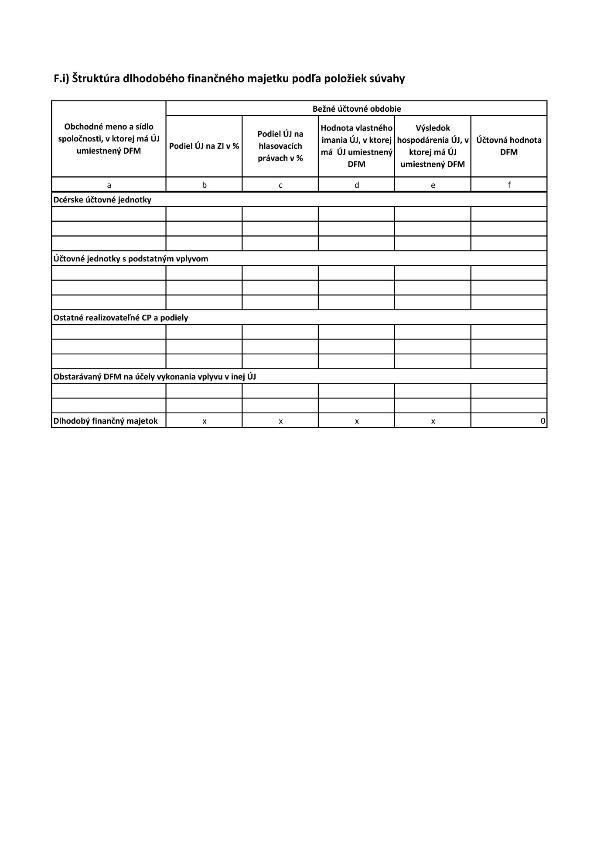 F.i) Štruktúra dlhodobého finančného majetku podľa položiek súvahy
Bežné účtovné obdobie
Obchodné meno a sídlo
spoločnosti, v ktorej má ÚJ
umiestnený DFM
Podiel ÚJ na ZI v %
Podiel ÚJ na
hlasovacích
právach v %
Hodnota vlastného
imania ÚJ, v ktorej
má ÚJ umiestnený
DFM
Výsledok
hospodárenia ÚJ, v
ktorej má ÚJ
umiestnený DFM
Účtovná hodnota
DFM
a b c d e f
Dcérske účtovné jednotky
Účtovné jednotky s podstatným vplyvom
Ostatné realizovateľné CP a podiely
Obstarávaný DFM na účely vykonania vplyvu v inej ÚJ
Dlhodobý finančný majetok x x x x 0